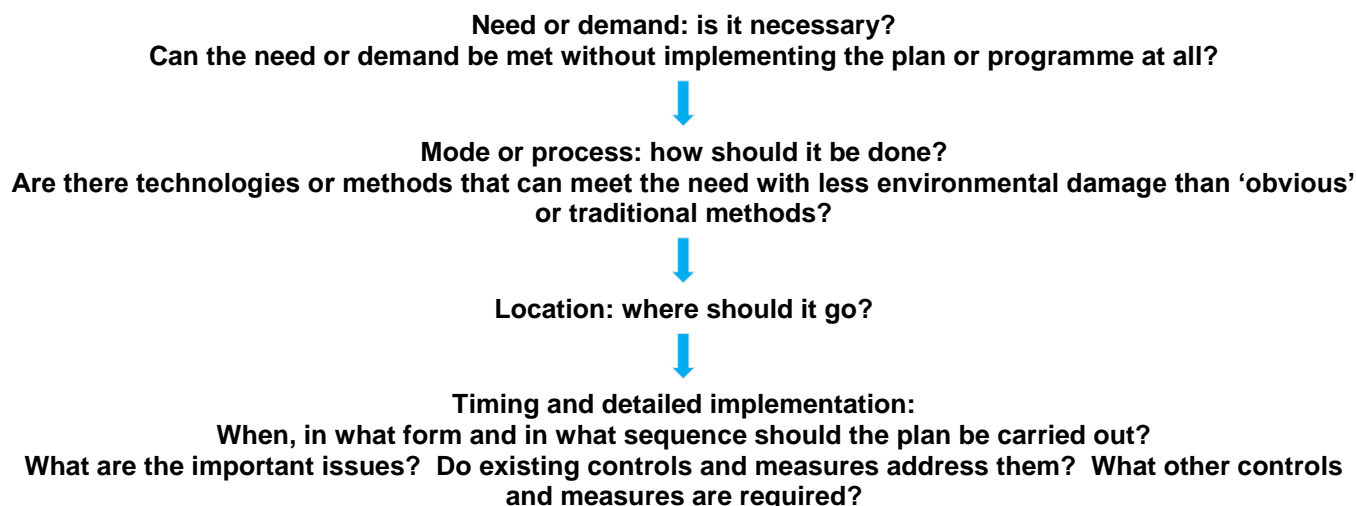 Need or demand: is it necessary?
Can the need or demand be met without implementing the plan or programme at all?
Mode or process: how should it be done?
Are there technologies or methods that can meet the need with less environmental damage than ‘obvious’
or traditional methods?
Location: where should it go?
Timing and detailed implementation:
When, in what form and in what sequence should the plan be carried out?
What are the important issues?  Do existing controls and measures address them?  What other controls
and measures are required?